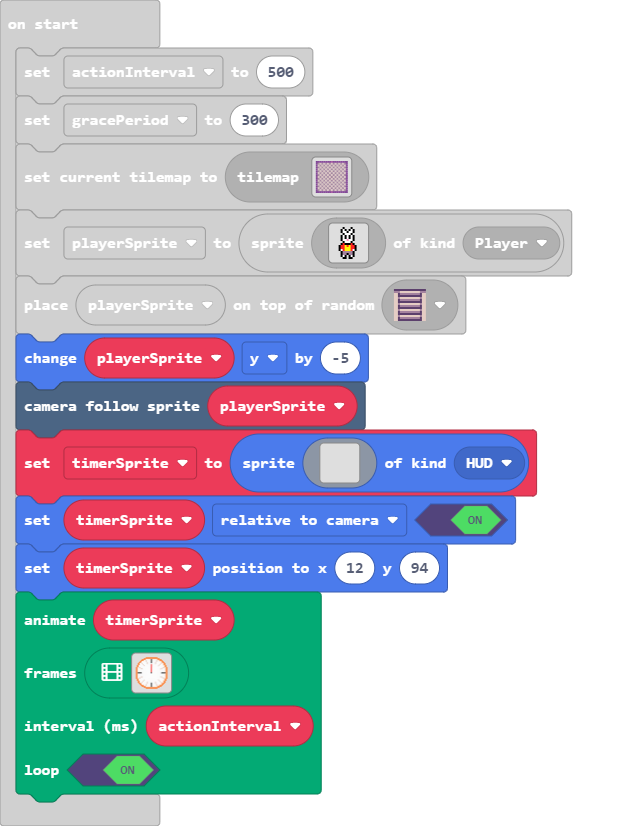 on start
set actionInterval to 500
set gracePeriod to 300
set current tilemap to tilemap
set playerSprite to sprite of kind Player
place playerSprite on top of random
change playerSprite y by -5
camera follow sprite playerSprite
set timerSprite to sprite of kind HUD
set timerSprite relative to camera ON
set timerSprite position to x 12 y 94
animate timerSprite
frames
interval (ms) actionInterval
loop ON